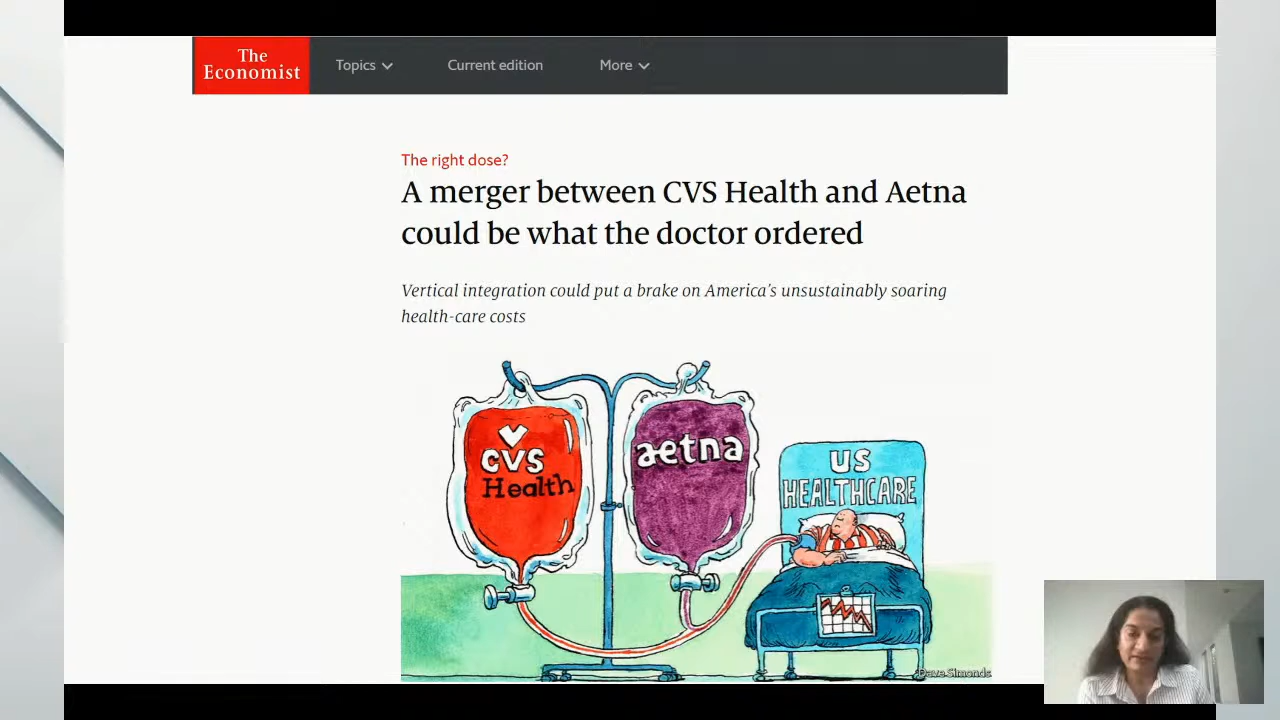 The
Economist
Topics
Current edition
More
The right dose?
A merger between CVS Health and Aetna
could be what the doctor ordered
Vertical integration could put a brake on America's unsustainably soaring
health-care costs
CVS
Health
aetna
US
HEALTHCARE
Dave Simonds